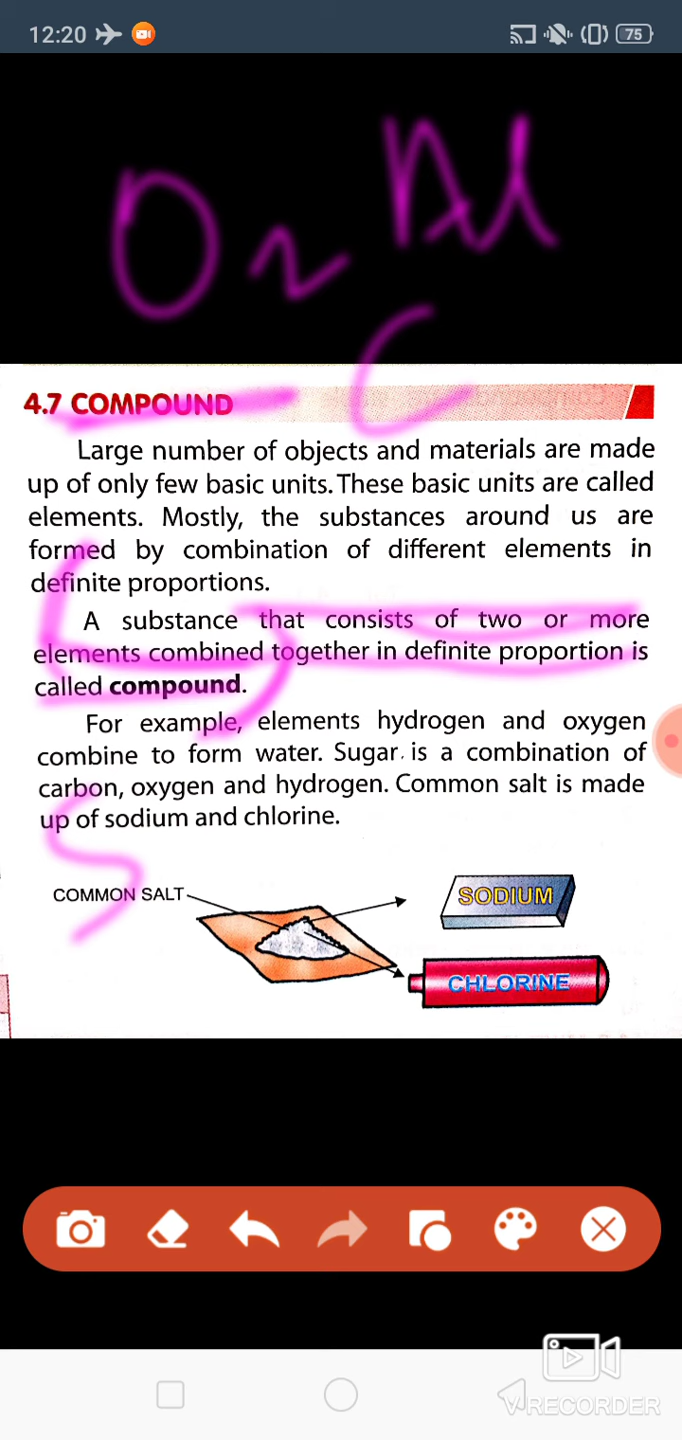 12:20 75
O₂ Al
C
4.7 COMPOUND
Large number of objects and materials are made
up of only few basic units. These basic units are called
elements. Mostly, the substances around us are
formed by combination of different elements in
definite proportions.
A substance that consists of two or more
elements combined together in definite proportion is
called compound.
For example, elements hydrogen and oxygen
combine to form water. Sugar is a combination of
carbon, oxygen and hydrogen. Common salt is made
up of sodium and chlorine.
COMMON SALT
SODIUM
CHLORINE
VRECORDER